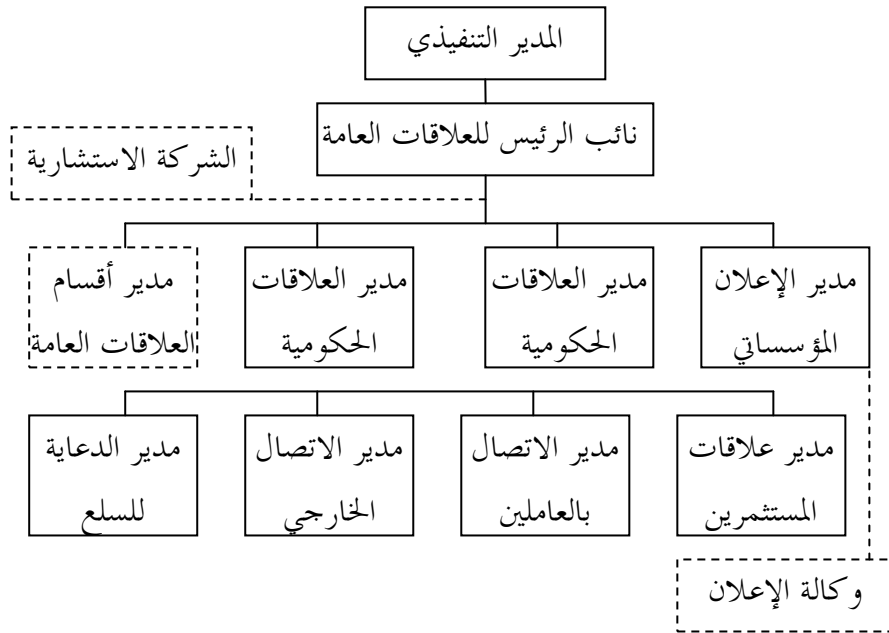 المدير التنفيذي
نائب الرئيس للعلاقات العامة
الشركة الاستشارية
مدير الإعلان
المؤسساتي
مدير العلاقات
الحكومية
مدير العلاقات
الحكومية
مدير أقسام
العلاقات العامة
مدير علاقات
المستثمرين
مدير الاتصال
بالعاملين
مدير الاتصال
الخارجي
مدير الدعاية
للسلع
وكالة الإعلان